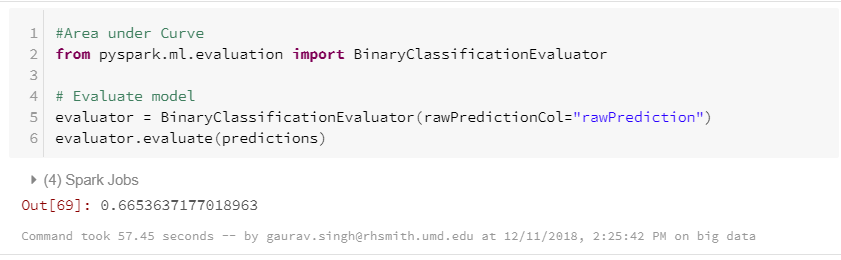 1 #Area under Curve
2 from pyspark.ml.evaluation import BinaryClassificationEvaluator
3
4 # Evaluate model
5 evaluator = BinaryClassificationEvaluator(rawPredictionCol="rawPrediction")
6 evaluator.evaluate(predictions)
(4) Spark Jobs
Out[69]: 0.6653637177018963
Command took 57.45 seconds -- by gaurav.singh@rhsmith.umd.edu at 12/11/2018, 2:25:42 PM on big data